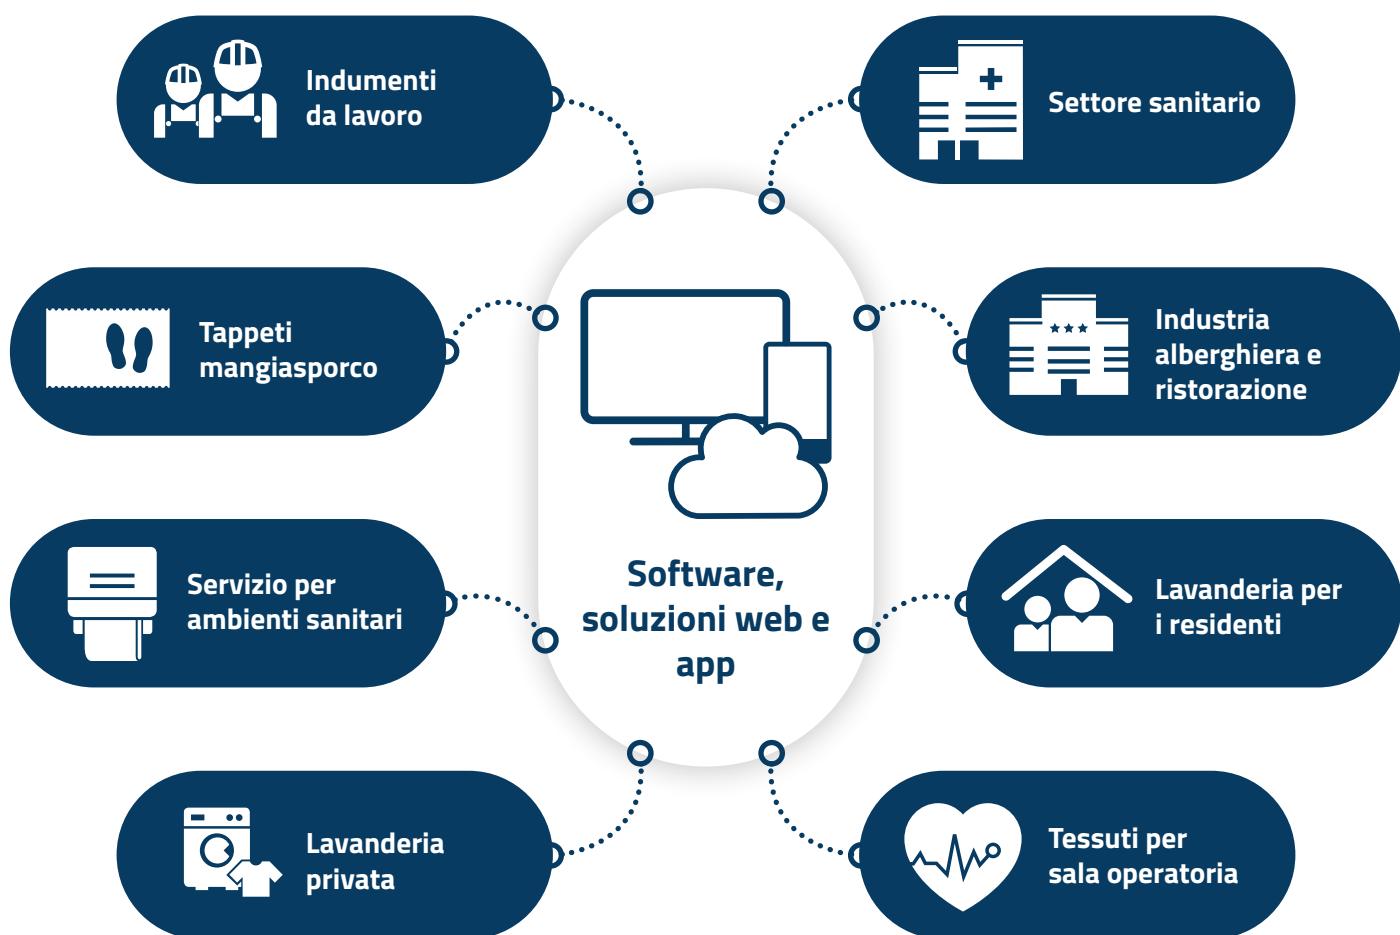 Indumenti
da lavoro
Settore sanitario
Tappeti
mangiasporco
Industria
alberghiera e
ristorazione
Software,
soluzioni web e
app
Servizio per
ambienti sanitari
Lavanderia per
i residenti
Lavanderia
privata
Tessuti per
sala operatoria